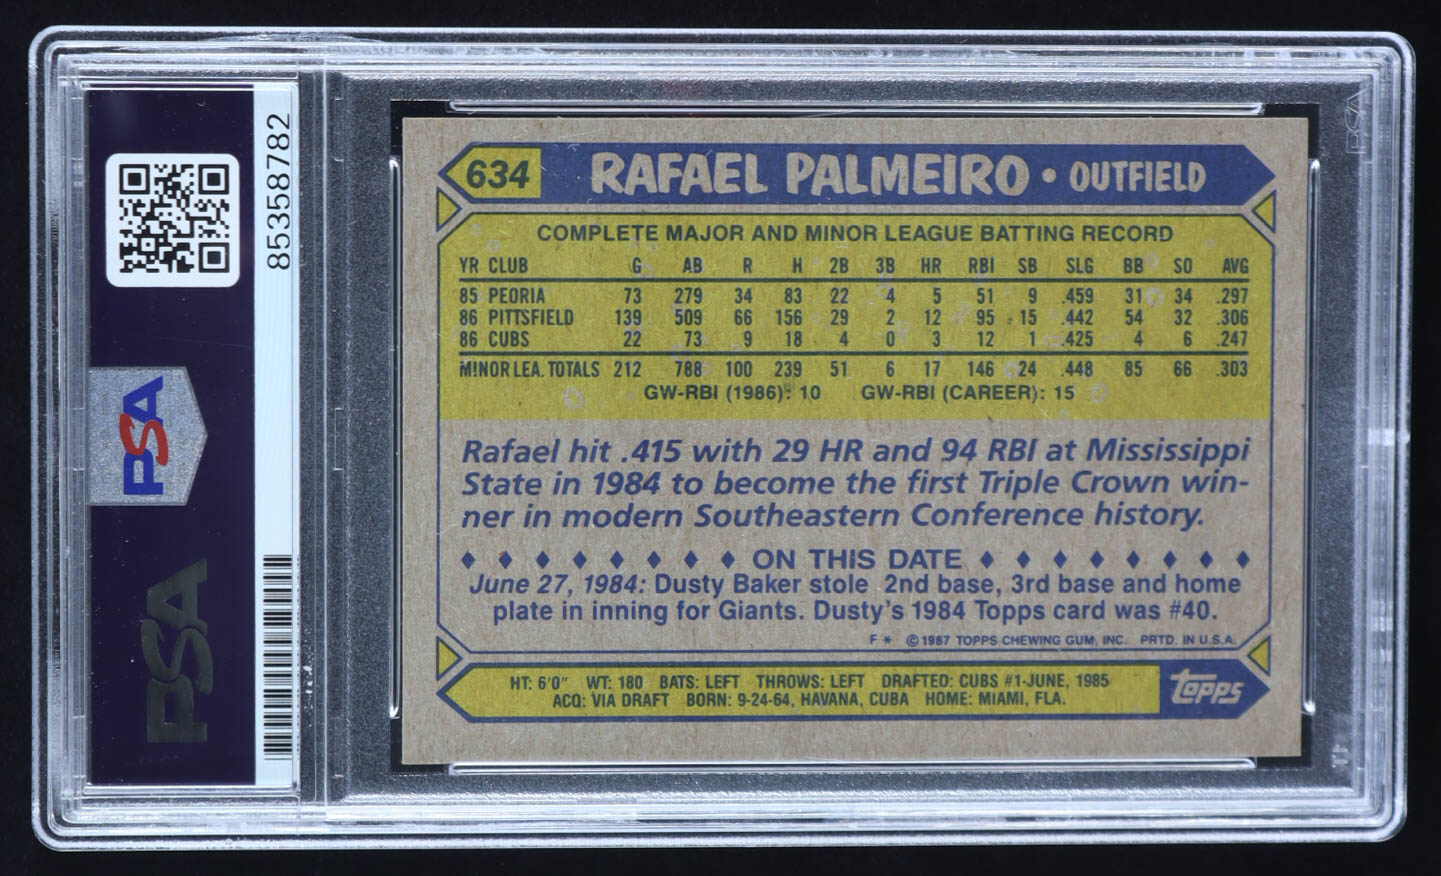 85358782
PSA
PSA
634 RAFAEL PALMEIRO • OUTFIELD
COMPLETE MAJOR AND MINOR LEAGUE BATTING RECORD
YR CLUB G AB R H 2B 3B HR RBI SB SLG BB SO AVG
85 PEORIA 73 279 34 83 22 4 5 51 9 .459 31 34 .297
86 PITTSFIELD 139 509 66 156 29 2 12 95 15 .442 54 32 .306
86 CUBS 22 73 9 18 4 0 3 12 1 .425 4 6 .247
MINOR LEA. TOTALS 212 788 100 239 51 6 17 146 24 .448 85 66 .303
GW-RBI (1986): 10 GW-RBI (CAREER): 15
Rafael hit .415 with 29 HR and 94 RBI at Mississippi
State in 1984 to become the first Triple Crown win-
ner in modern Southeastern Conference history.
♦ ♦ ♦ ♦ ♦ ♦ ♦ ♦ ON THIS DATE ♦ ♦ ♦ ♦ ♦ ♦ ♦ ♦
June 27, 1984: Dusty Baker stole 2nd base, 3rd base and home
plate in inning for Giants. Dusty's 1984 Topps card was #40.
F * ©1987 TOPPS CHEWING GUM, INC. PRTD. IN U.S.A.
HT: 6'0" WT: 180 BATS: LEFT THROWS: LEFT DRAFTED: CUBS #1-JUNE, 1985
ACQ: VIA DRAFT BORN: 9-24-64, HAVANA, CUBA HOME: MIAMI, FLA.
topps
PSA